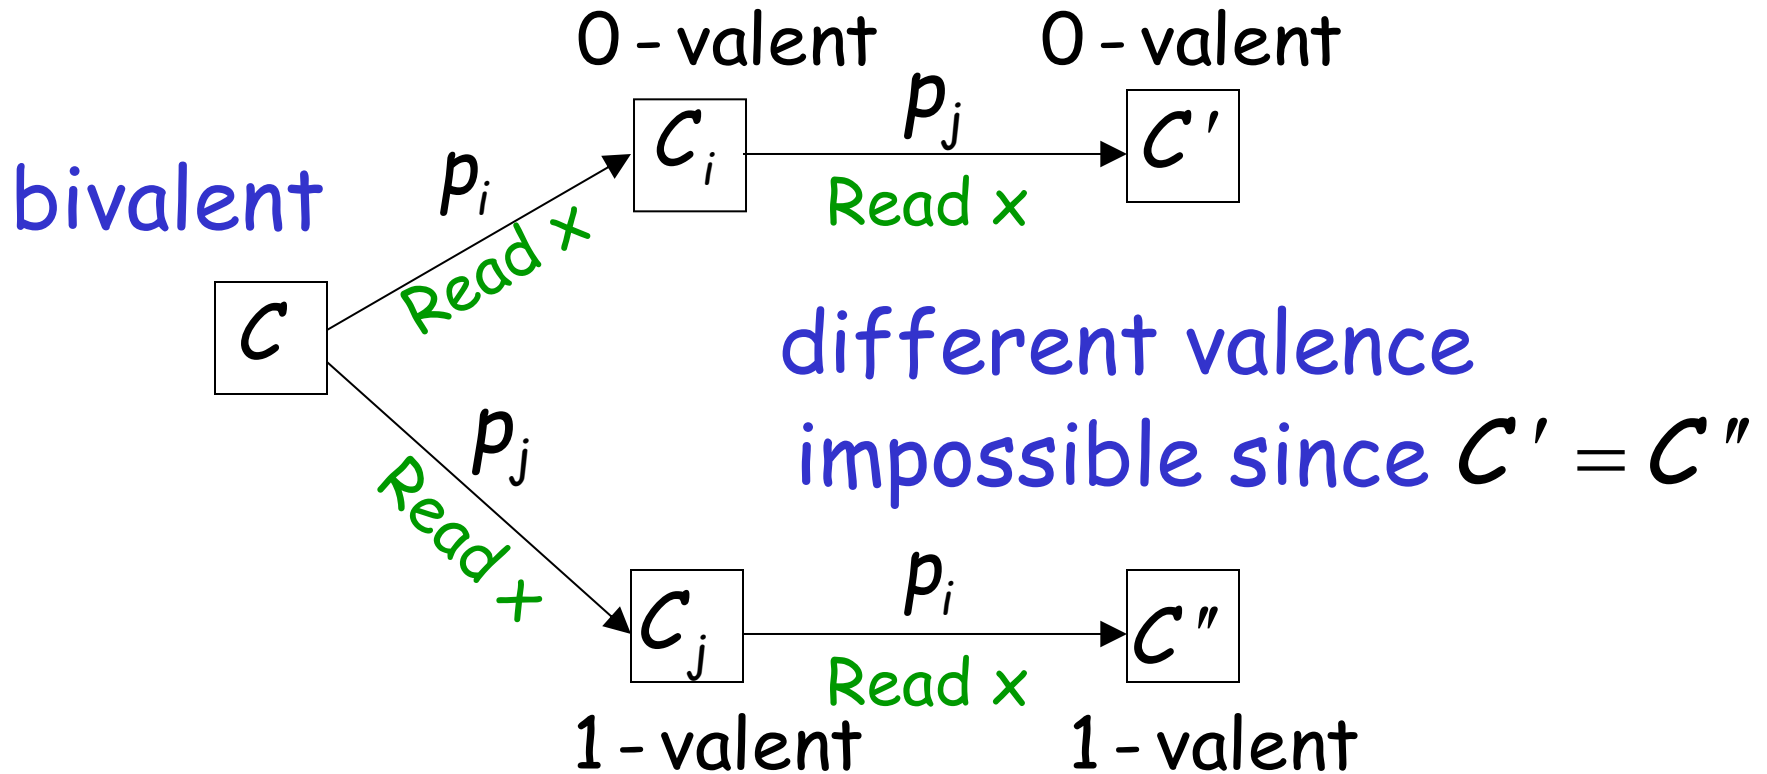 0 - valent 0 - valent
p_j
C_i C'
p_i
bivalent
Read x Read x
C
different valence
impossible since C' = C"
p_j
Read x
p_i
C_j C"
Read x
1 - valent 1 - valent